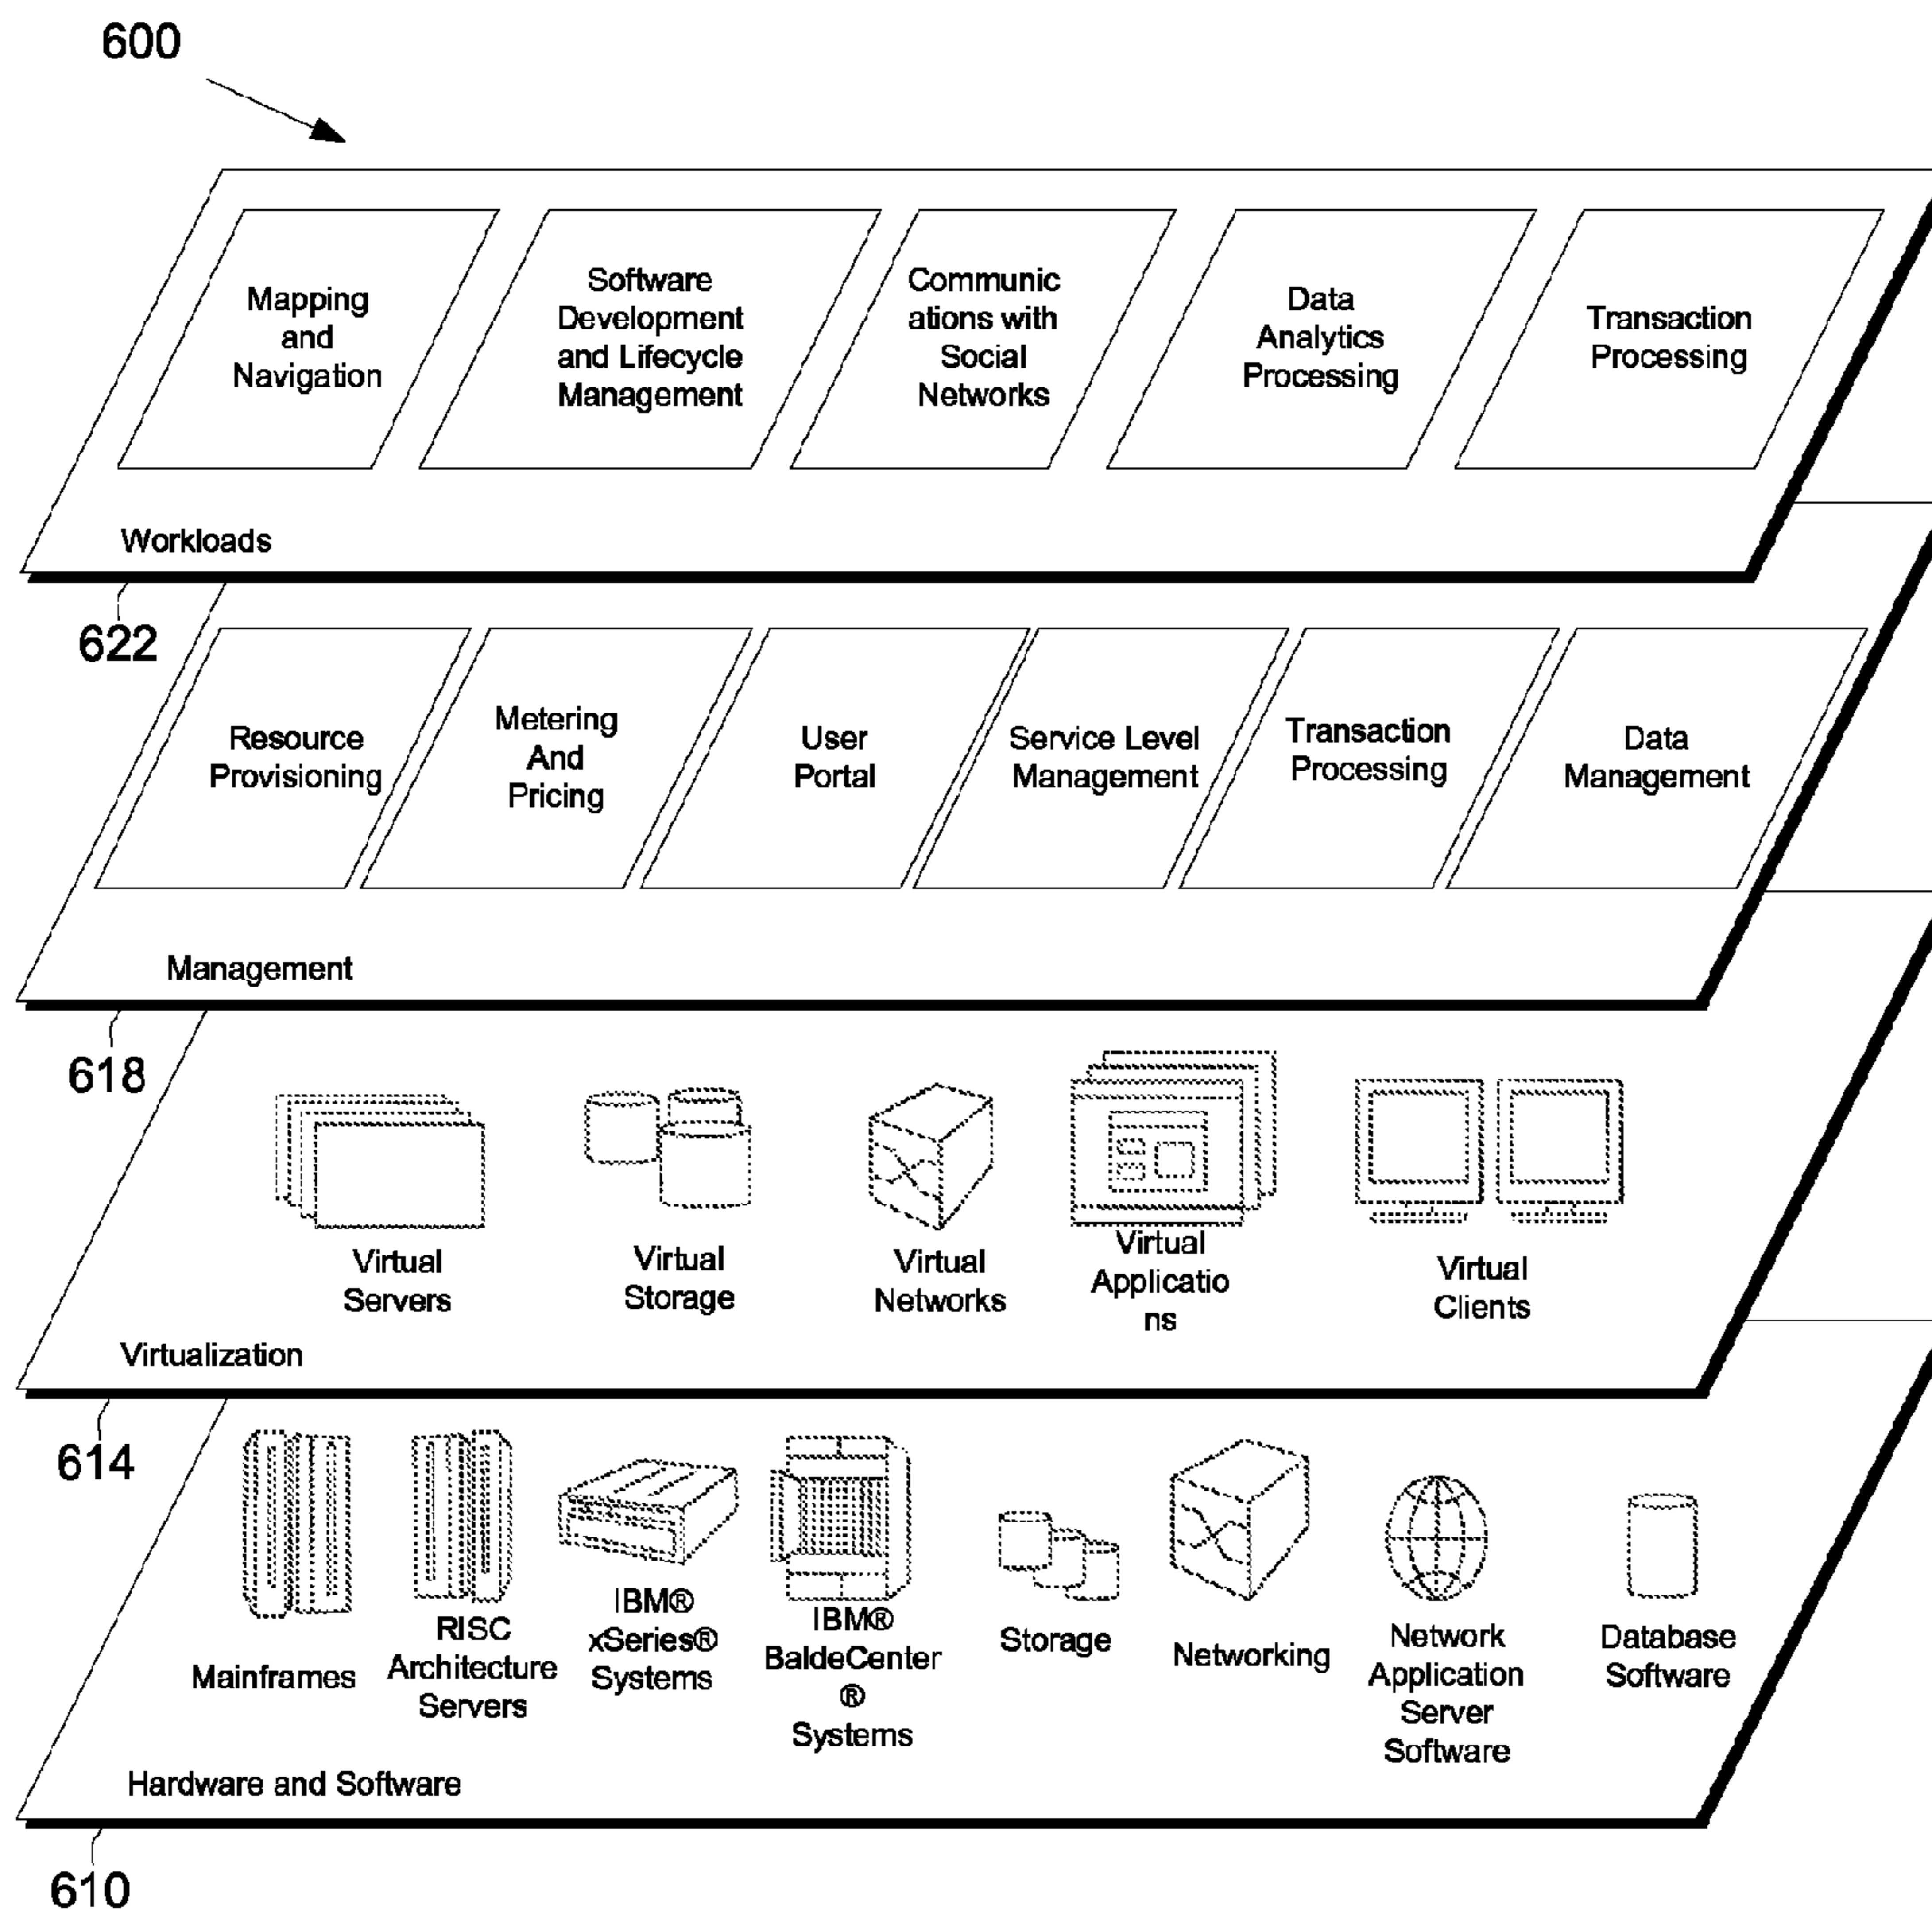 600
Mapping
and
Navigation
Software
Development
and Lifecycle
Management
Communic
ations with
Social
Networks
Data
Analytics
Processing
Transaction
Processing
Workloads
622
Resource
Provisioning
Metering
And
Pricing
User
Portal
Service Level
Management
Transaction
Processing
Data
Management
Management
618
Virtual
Servers
Virtual
Storage
Virtual
Networks
Virtual
Applicatio
ns
Virtual
Clients
Virtualization
614
Mainframes
RISC
Architecture
Servers
IBM®
xSeries®
Systems
IBM®
BaldeCenter
®
Systems
Storage
Networking
Network
Application
Server
Software
Database
Software
Hardware and Software
610